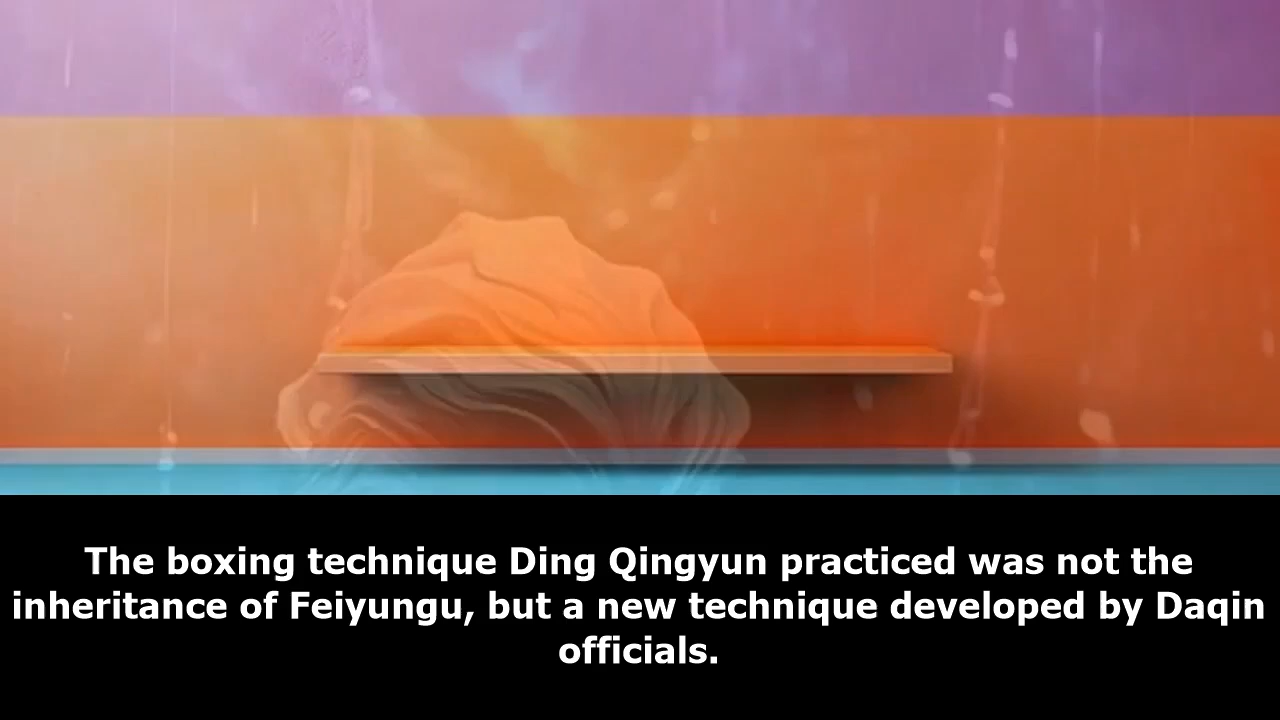 The boxing technique Ding Qingyun practiced was not the
inheritance of Feiyungu, but a new technique developed by Daqin
officials.